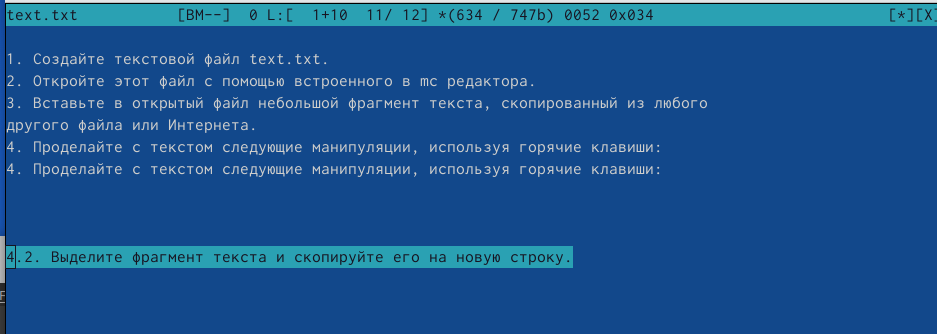 text.txt [BM--] 0 L:[ 1+10 11/ 12] *(634 / 747b) 0052 0x034 [*][X]
1. Создайте текстовой файл text.txt.
2. Откройте этот файл с помощью встроенного в mc редактора.
3. Вставьте в открытый файл небольшой фрагмент текста, скопированный из любого
другого файла или Интернета.
4. Проделайте с текстом следующие манипуляции, используя горячие клавиши:
4. Проделайте с текстом следующие манипуляции, используя горячие клавиши:
4.2. Выделите фрагмент текста и скопируйте его на новую строку.